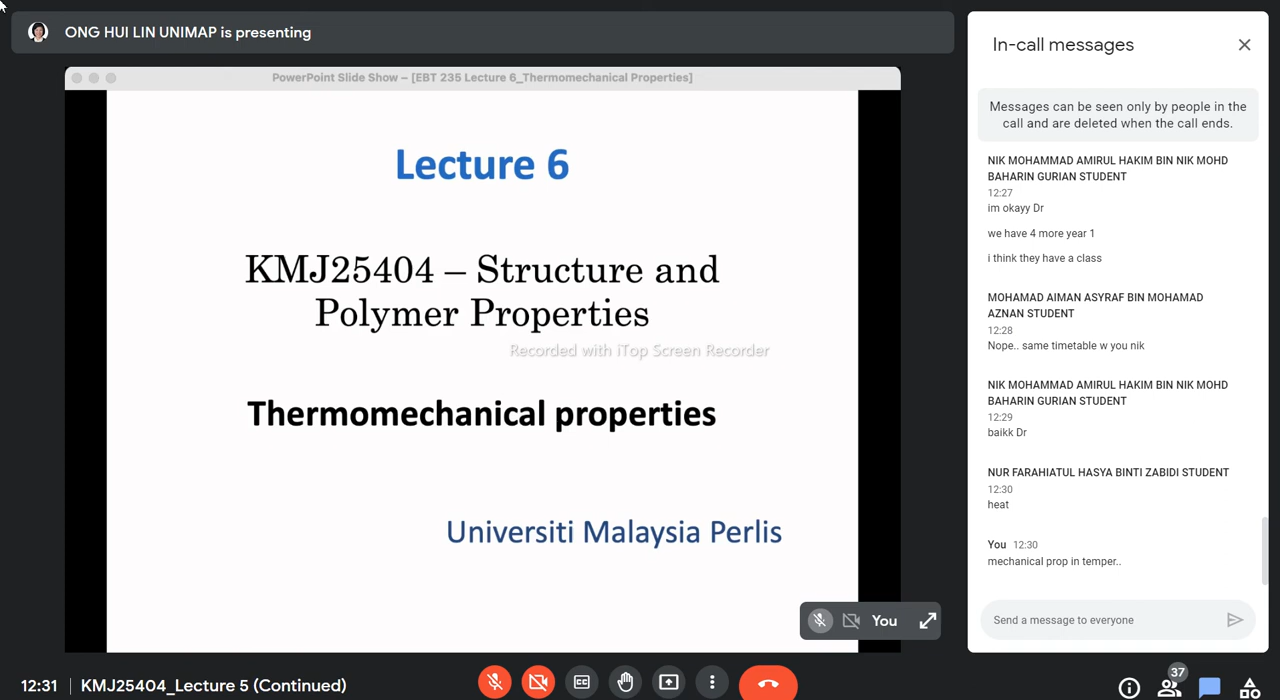 ONG HUI LIN UNIMAP is presenting
PowerPoint Slide Show – [EBT 235 Lecture 6_Thermomechanical Properties]
Lecture 6
KMJ25404 – Structure and
Polymer Properties
Recorded with iTop Screen Recorder
Thermomechanical properties
Universiti Malaysia Perlis
You
12:31 | KMJ25404_Lecture 5 (Continued)
In-call messages
Messages can be seen only by people in the
call and are deleted when the call ends.
NIK MOHAMMAD AMIRUL HAKIM BIN NIK MOHD
BAHARIN GURIAN STUDENT
12:27
im okayy Dr
we have 4 more year 1
i think they have a class
MOHAMAD AIMAN ASYRAF BIN MOHAMAD
AZNAN STUDENT
12:28
Nope.. same timetable w you nik
NIK MOHAMMAD AMIRUL HAKIM BIN NIK MOHD
BAHARIN GURIAN STUDENT
12:29
baikk Dr
NUR FARAHIATUL HASYA BINTI ZABIDI STUDENT
12:30
heat
You 12:30
mechanical prop in temper..
Send a message to everyone
37